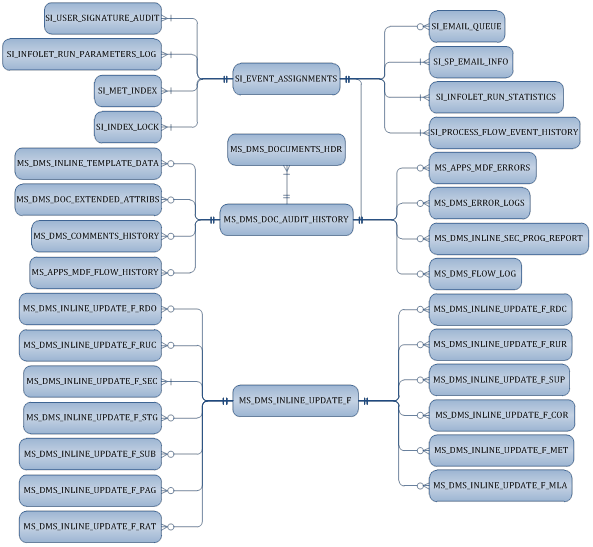 SI_USER_SIGNATURE_AUDIT
SI_INFOLET_RUN_PARAMETERS_LOG
SI_MET_INDEX
SI_INDEX_LOCK
SI_EVENT_ASSIGNMENTS
SI_EMAIL_QUEUE
SI_SP_EMAIL_INFO
SI_INFOLET_RUN_STATISTICS
SI_PROCESS_FLOW_EVENT_HISTORY
MS_DMS_DOCUMENTS_HDR
MS_DMS_INLINE_TEMPLATE_DATA
MS_DMS_DOC_EXTENDED_ATTRIBS
MS_DMS_COMMENTS_HISTORY
MS_APPS_MDF_FLOW_HISTORY
MS_DMS_DOC_AUDIT_HISTORY
MS_APPS_MDF_ERRORS
MS_DMS_ERROR_LOGS
MS_DMS_INLINE_SEC_PROG_REPORT
MS_DMS_FLOW_LOG
MS_DMS_INLINE_UPDATE_F_RDO
MS_DMS_INLINE_UPDATE_F_RUC
MS_DMS_INLINE_UPDATE_F_SEC
MS_DMS_INLINE_UPDATE_F_STG
MS_DMS_INLINE_UPDATE_F_SUB
MS_DMS_INLINE_UPDATE_F_PAG
MS_DMS_INLINE_UPDATE_F_RAT
MS_DMS_INLINE_UPDATE_F
MS_DMS_INLINE_UPDATE_F_RDC
MS_DMS_INLINE_UPDATE_F_RUR
MS_DMS_INLINE_UPDATE_F_SUP
MS_DMS_INLINE_UPDATE_F_COR
MS_DMS_INLINE_UPDATE_F_MET
MS_DMS_INLINE_UPDATE_F_MLA